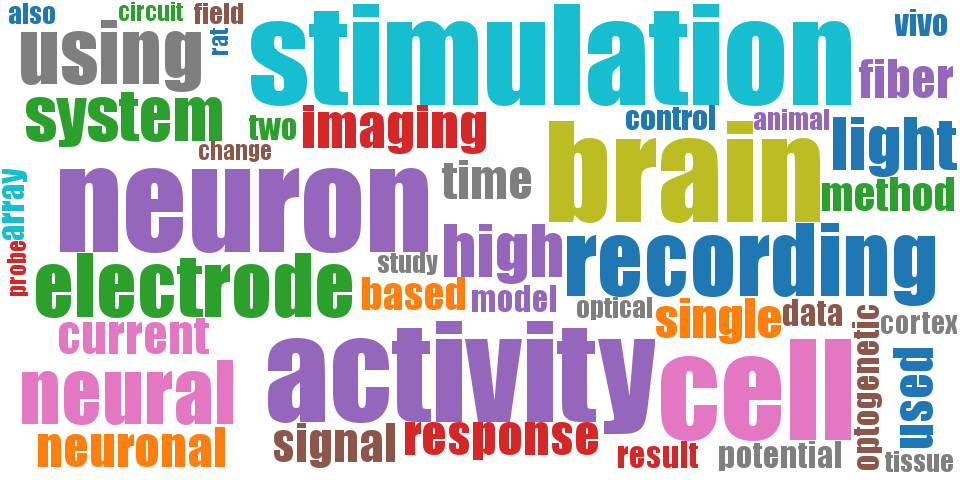 also
circuit
field
rat
vivo
using
stimulation
fiber
system
two
imaging
control
animal
light
change
brain
time
method
array
neuron
high
recording
probe
electrode
study
based
model
optical
single
data
optogenetic
cortex
current
activity
cell
used
neural
neuronal
signal
response
result
potential
tissue